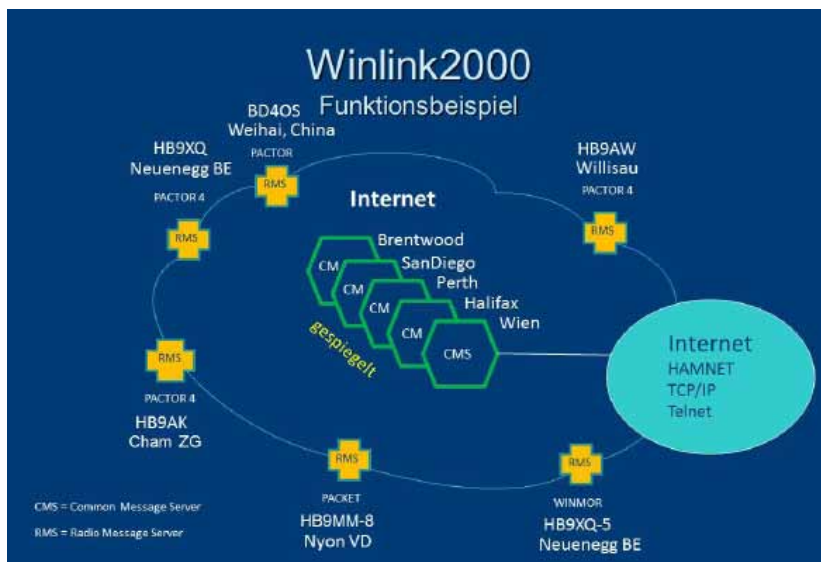 Winlink2000
Funktionsbeispiel
BD4OS
Weihai, China
PACTOR
RMS
HB9XQ
Neuenegg BE
PACTOR 4
RMS
HB9AW
Willisau
PACTOR 4
RMS
Internet
Brentwood
CM
SanDiego
CM
Perth
CM
Halifax
CM
Wien
CMS
gespiegelt
Internet
HAMNET
TCP/IP
Telnet
RMS
PACTOR 4
HB9AK
Cham ZG
RMS
PACKET
HB9MM-8
Nyon VD
RMS
WINMOR
HB9XQ-5
Neuenegg BE
CMS = Common Message Server
RMS = Radio Message Server